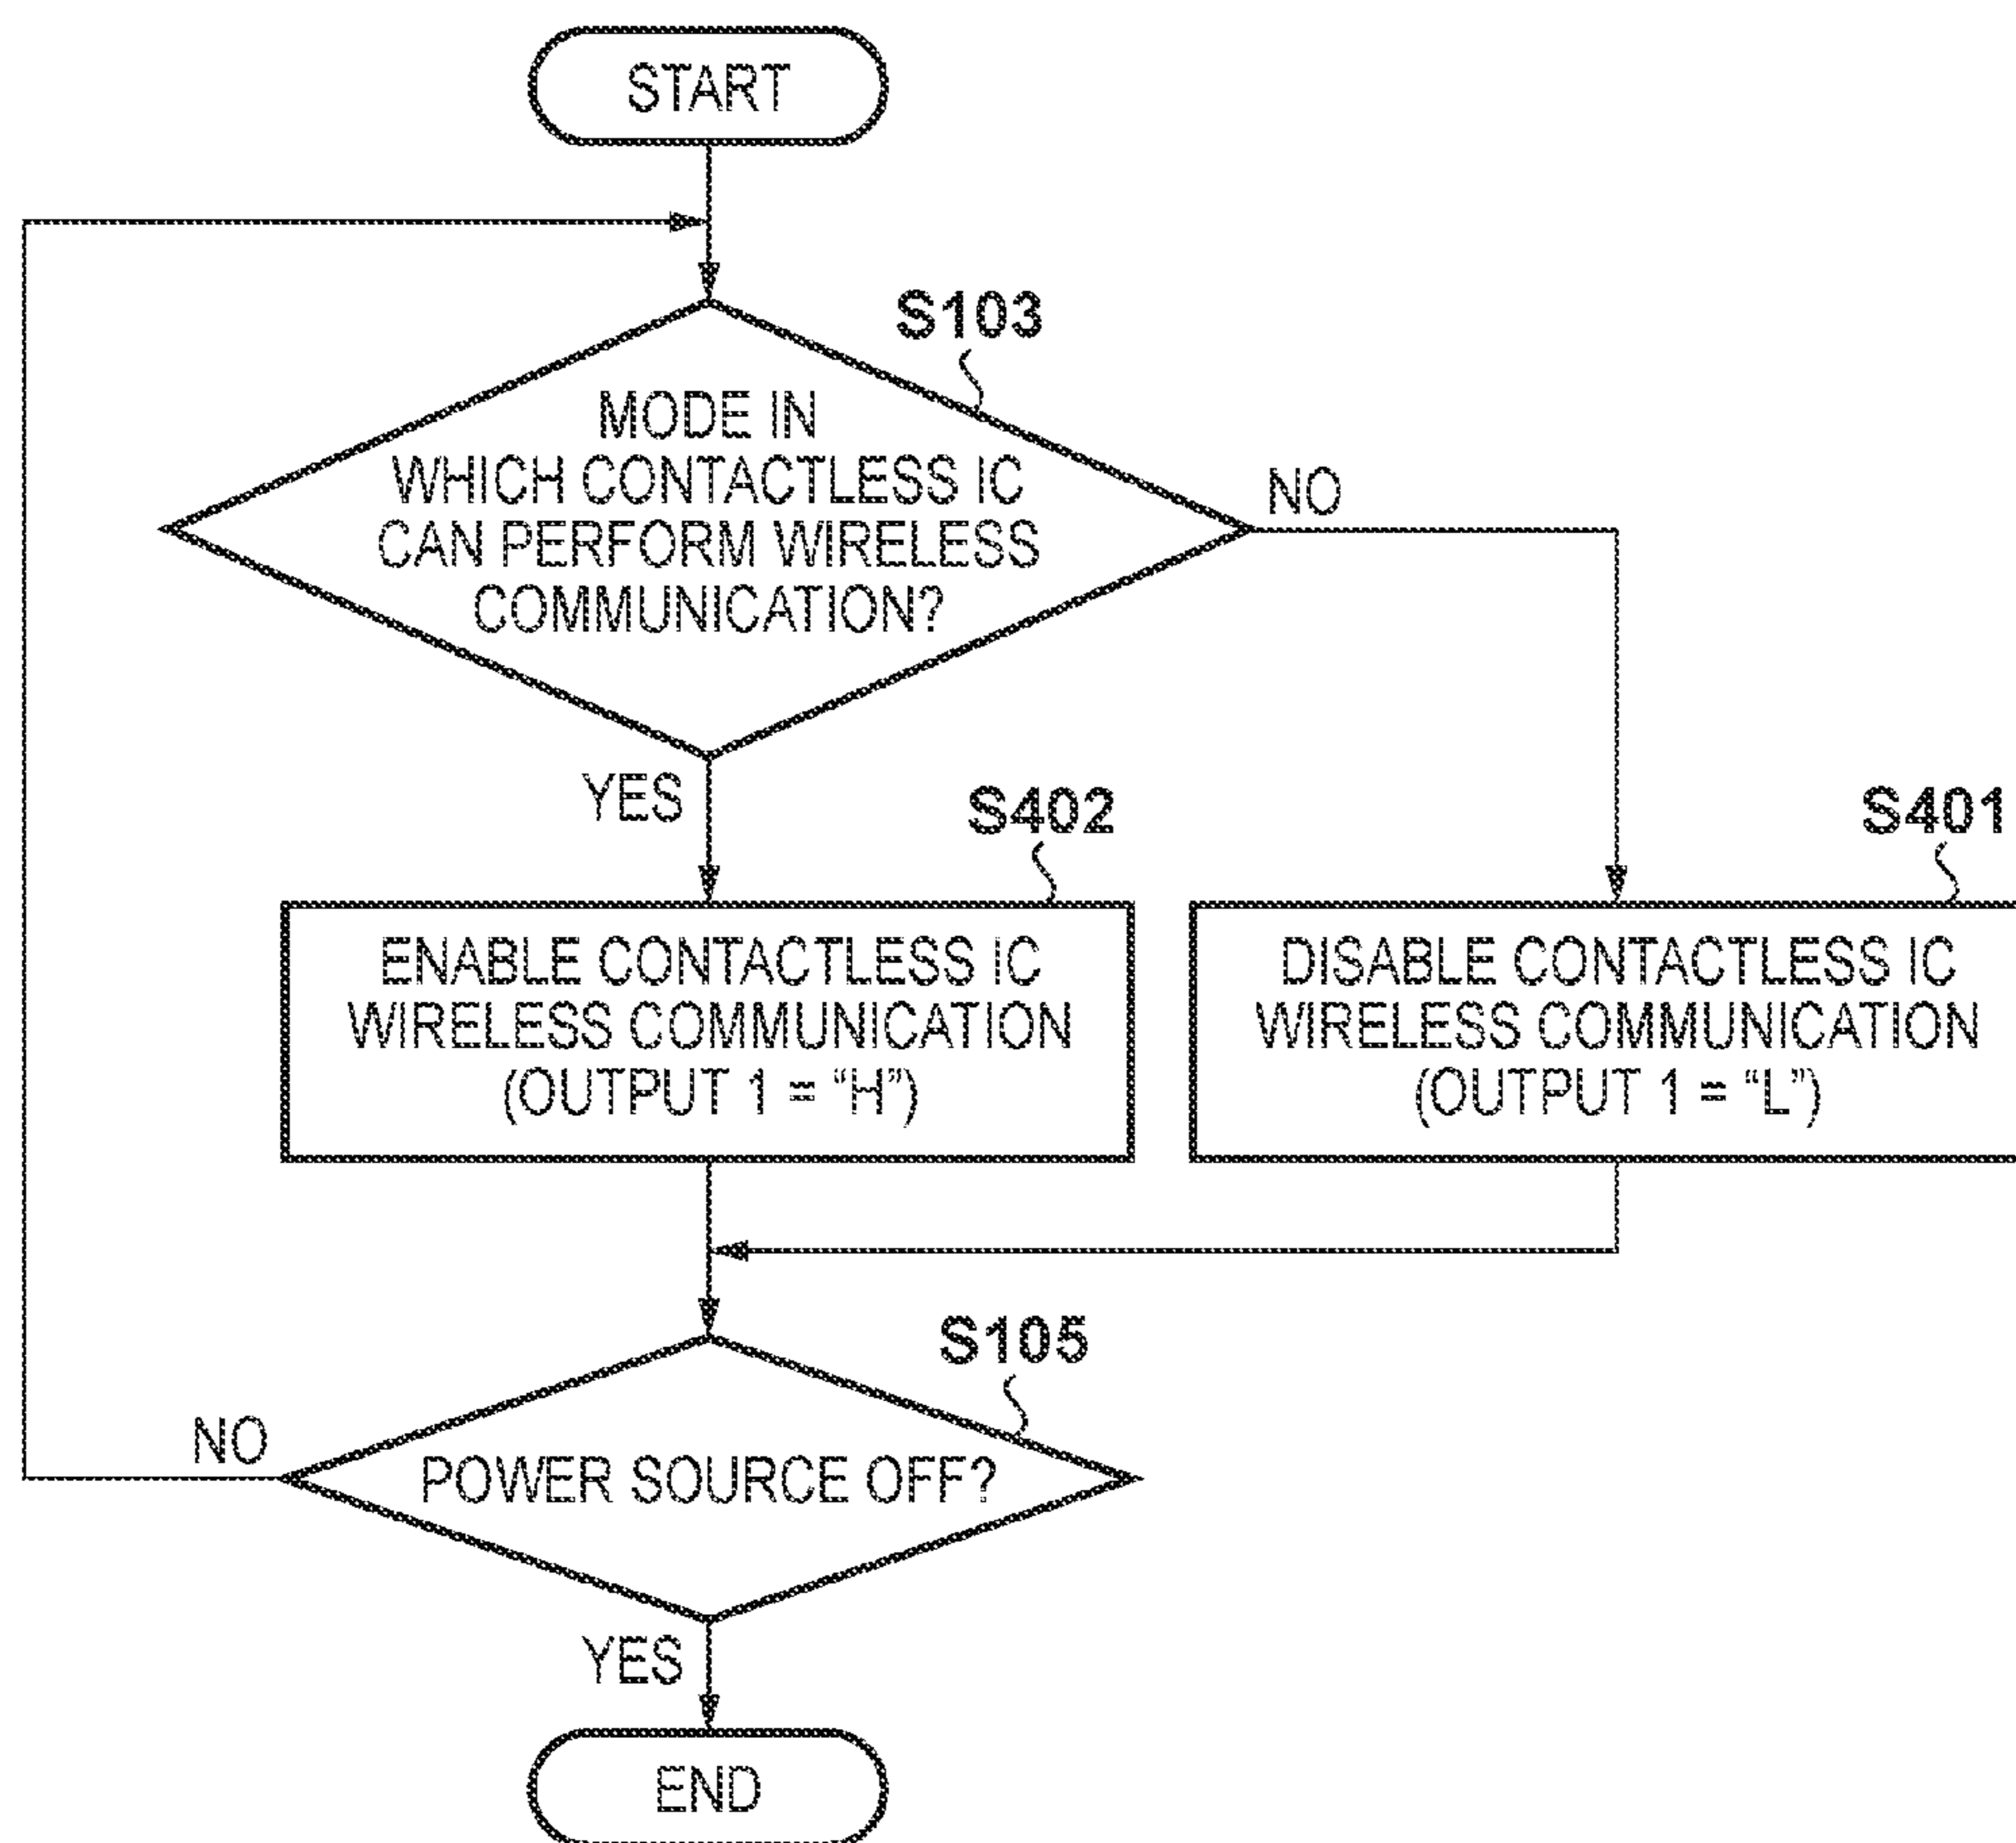 START
S103
MODE IN
WHICH CONTACTLESS IC
CAN PERFORM WIRELESS
COMMUNICATION?
NO
YES
S402
S401
ENABLE CONTACTLESS IC
WIRELESS COMMUNICATION
(OUTPUT 1 = “H”)
DISABLE CONTACTLESS IC
WIRELESS COMMUNICATION
(OUTPUT 1 = “L”)
S105
NO
POWER SOURCE OFF?
YES
END